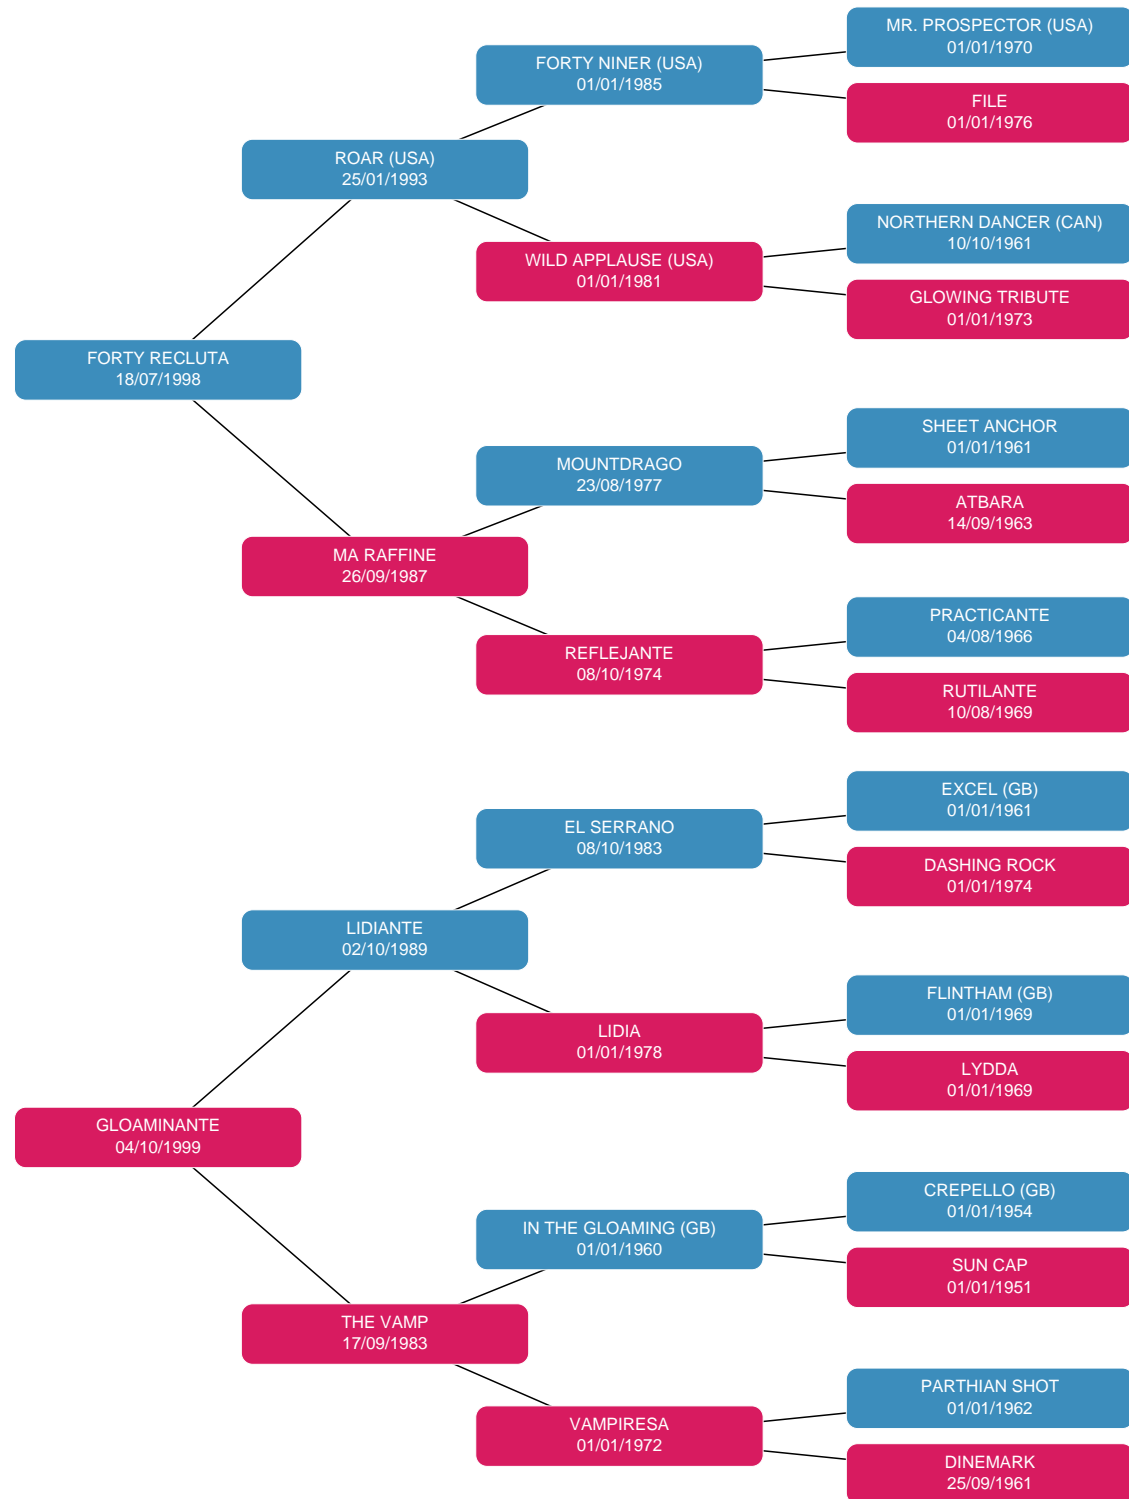 MR. PROSPECTOR (USA)
01/01/1970
FORTY NINER (USA)
01/01/1985
FILE
01/01/1976
ROAR (USA)
25/01/1993
NORTHERN DANCER (CAN)
10/10/1961
WILD APPLAUSE (USA)
01/01/1981
GLOWING TRIBUTE
01/01/1973
FORTY RECLUTA
18/07/1998
SHEET ANCHOR
01/01/1961
MOUNTDRAGO
23/08/1977
ATBARA
14/09/1963
MA RAFFINE
26/09/1987
PRACTICANTE
04/08/1966
REFLEJANTE
08/10/1974
RUTILANTE
10/08/1969
EXCEL (GB)
01/01/1961
EL SERRANO
08/10/1983
DASHING ROCK
01/01/1974
LIDIANTE
02/10/1989
FLINTHAM (GB)
01/01/1969
LIDIA
01/01/1978
LYDDA
01/01/1969
GLOAMINANTE
04/10/1999
CREPELLO (GB)
01/01/1954
IN THE GLOAMING (GB)
01/01/1960
SUN CAP
01/01/1951
THE VAMP
17/09/1983
PARTHIAN SHOT
01/01/1962
VAMPIRESA
01/01/1972
DINEMARK
25/09/1961